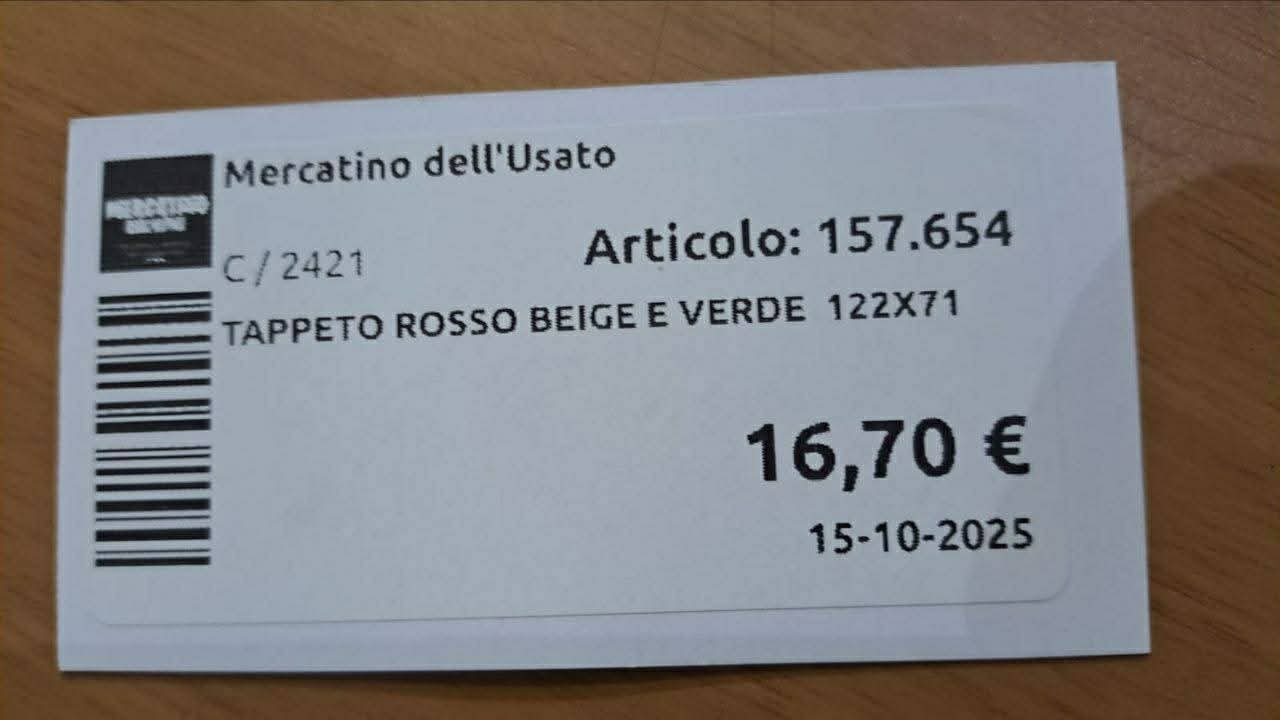 Mercatino dell'Usato
C / 2421
Articolo: 157.654
TAPPETO ROSSO BEIGE E VERDE 122X71
16,70 €
15-10-2025